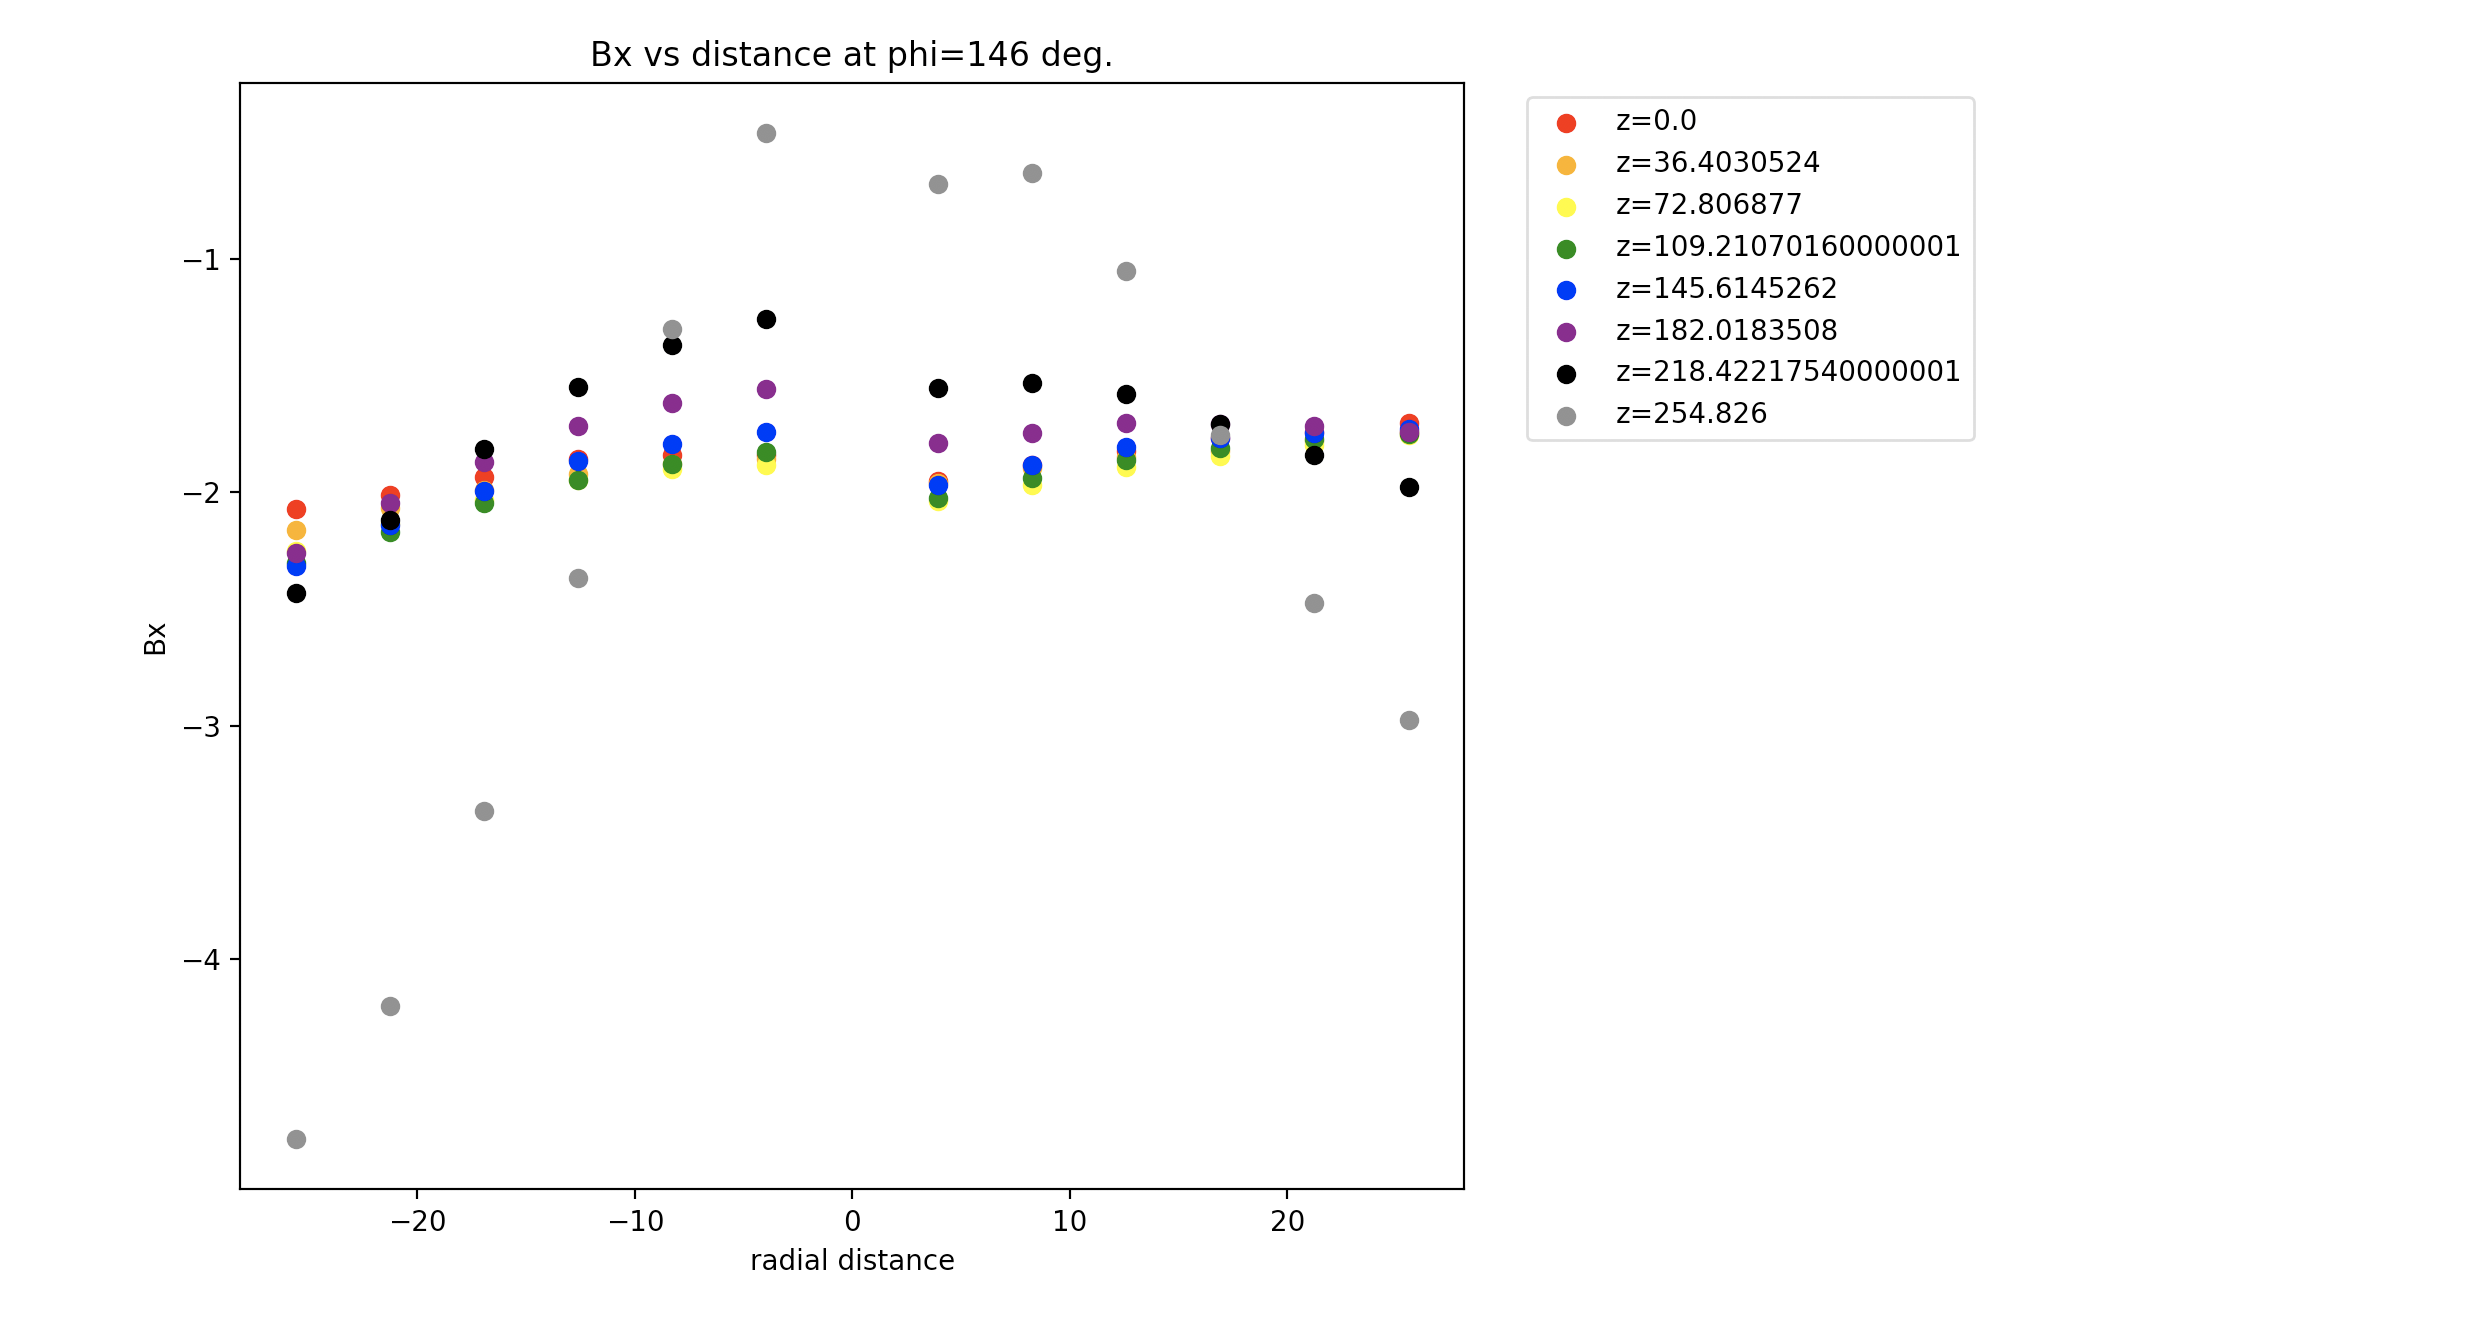 Bx vs distance at phi=146 deg.
z=0.0
z=36.4030524
z=72.806877
z=109.21070160000001
z=145.6145262
z=182.0183508
z=218.42217540000001
z=254.826
−1
−2
−3
−4
Bx
−20
−10
0
10
20
radial distance